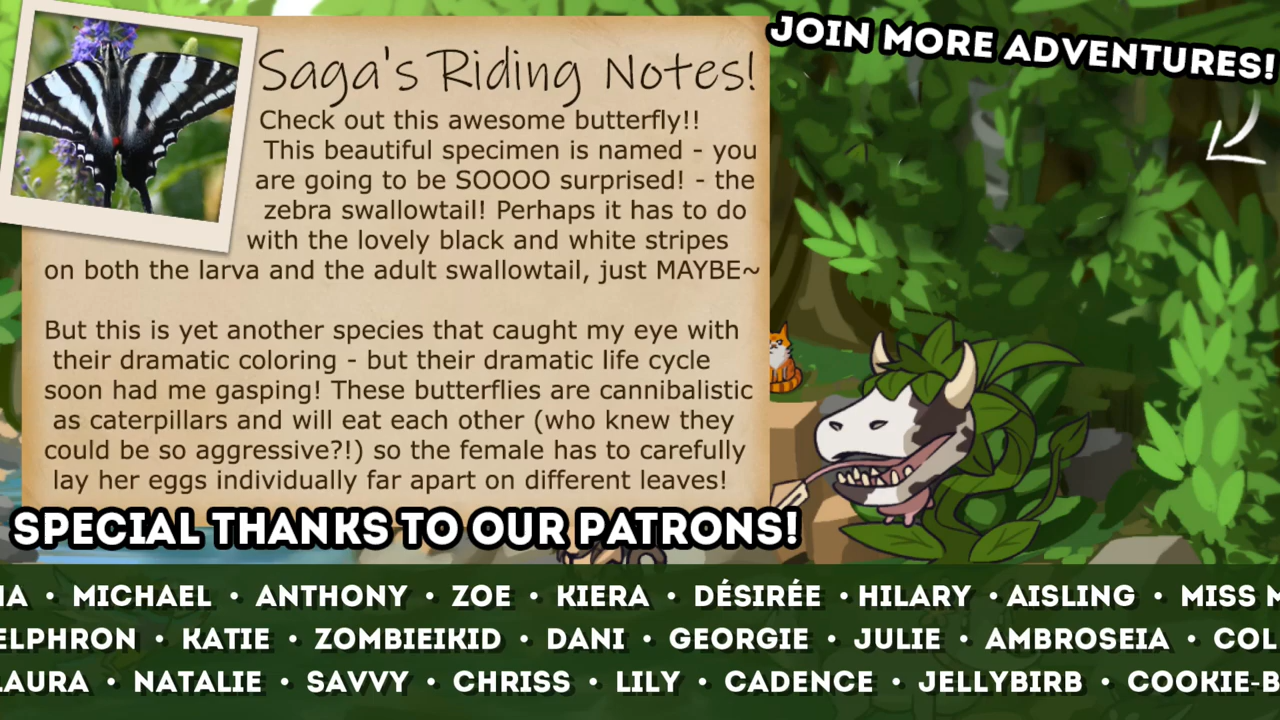 JOIN MORE ADVENTURES!
Saga's Riding Notes!
Check out this awesome butterfly!!
This beautiful specimen is named - you
are going to be SOOOO surprised! - the
zebra swallowtail! Perhaps it has to do
with the lovely black and white stripes
on both the larva and the adult swallowtail, just MAYBE~
But this is yet another species that caught my eye with
their dramatic coloring - but their dramatic life cycle
soon had me gasping! These butterflies are cannibalistic
as caterpillars and will eat each other (who knew they
could be so aggressive?!) so the female has to carefully
lay her eggs individually far apart on different leaves!
SPECIAL THANKS TO OUR PATRONS!
• MICHAEL • ANTHONY • ZOE • KIERA • DÉSIRÉE • HILARY • AISLING • MISS
ELPHRON • KATIE • ZOMBIEIKID • DANI • GEORGIE • JULIE • AMBROSEIA • COL
LAURA • NATALIE • SAVVY • CHRISS • LILY • CADENCE • JELLYBIRB • COOKIE-B